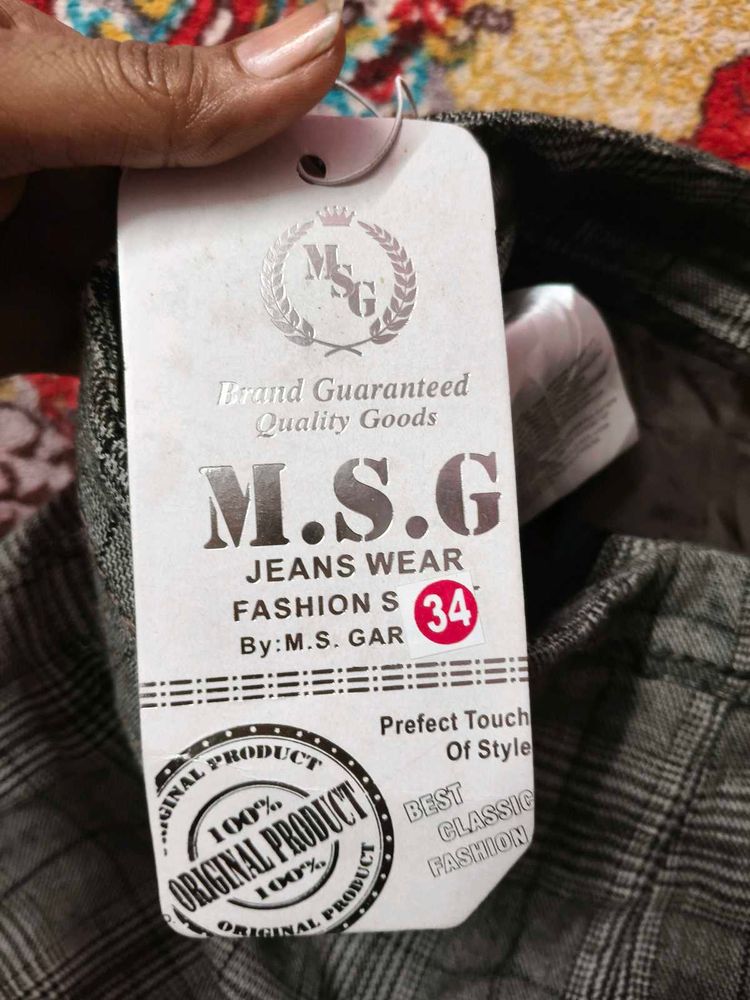 MSG
Brand Guaranteed
Quality Goods
M.S.G
JEANS WEAR
FASHION S
34
By:M.S. GAR
Prefect Touch
Of Style
BEST
CLASSIC
FASHION
ORIGINAL PRODUCT
100%
ORIGINAL PRODUCT
100%
ORIGINAL PRODUCT